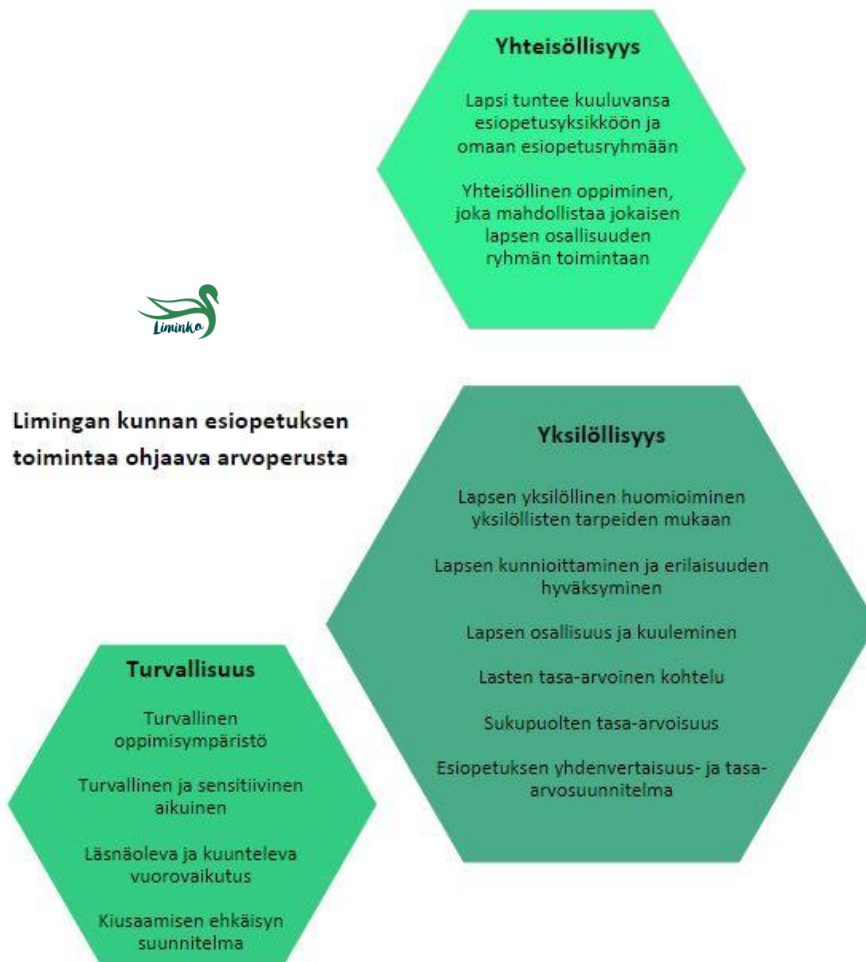 Yhteisöllisyys
Lapsi tuntee kuuluvansa
esiopetusyksikköön ja
omaan esiopetusryhmään
Yhteisöllinen oppiminen,
joka mahdollistaa jokaisen
lapsen osallisuuden
ryhmän toimintaan
Liminka
Limingan kunnan esiopetuksen
toimintaa ohjaava arvoperusta
Yksilöllisyys
Lapsen yksilöllinen huomioiminen
yksilöllisten tarpeiden mukaan
Lapsen kunnioittaminen ja erilaisuuden
hyväksyminen
Lapsen osallisuus ja kuuleminen
Lasten tasa-arvoinen kohtelu
Sukupuolten tasa-arvoisuus
Esiopetuksen yhdenvertaisuus- ja tasa-
arvosuunnitelma
Turvallisuus
Turvallinen
oppimisympäristö
Turvallinen ja sensitiivinen
aikuinen
Läsnäoleva ja kuunteleva
vuorovaikutus
Kiusaamisen ehkäisyn
suunnitelma